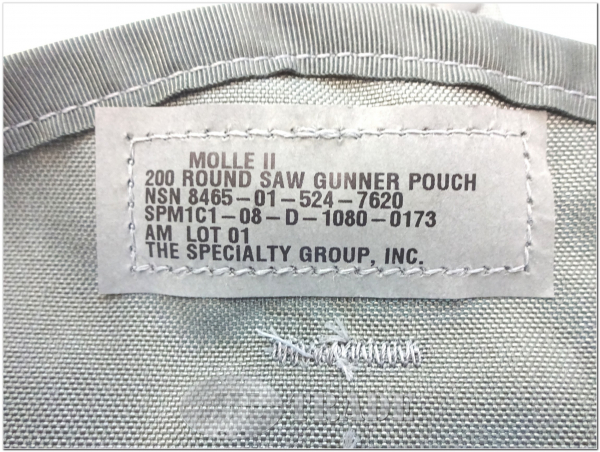 MOLLE II
200 ROUND SAW GUNNER POUCH
NSN 8465-01-524-7620
SPM1C1-08-D-1080-0173
AM LOT 01
THE SPECIALTY GROUP, INC.
TRADE